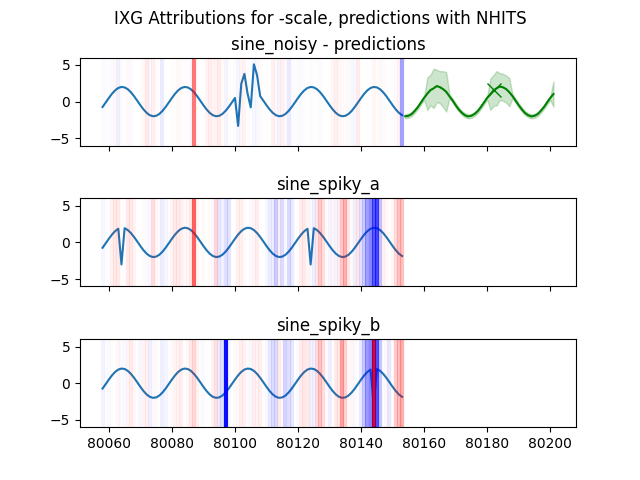 IXG Attributions for -scale, predictions with NHITS
sine_noisy - predictions
5
0
−5
sine_spiky_a
5
0
−5
sine_spiky_b
5
0
−5
80060 80080 80100 80120 80140 80160 80180 80200